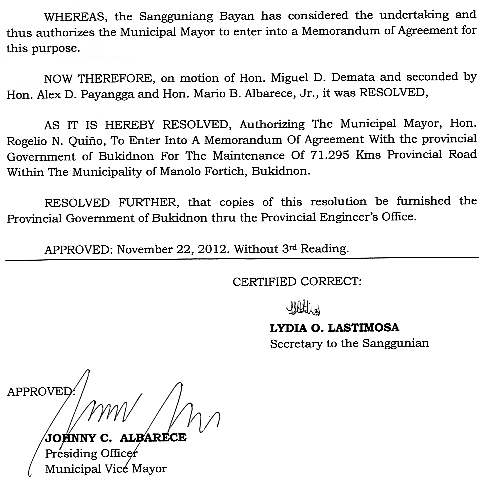 WHEREAS, the Sangguniang Bayan has considered the undertaking and
thus authorizes the Municipal Mayor to enter into a Memorandum of Agreement for
this purpose.
NOW THEREFORE, on motion of Hon. Miguel D. Demata and seconded by
Hon. Alex D. Payangga and Hon. Mario B. Albarece, Jr., it was RESOLVED,
AS IT IS HEREBY RESOLVED, Authorizing The Municipal Mayor, Hon.
Rogelio N. Quiño, To Enter Into A Memorandum Of Agreement With the provincial
Government of Bukidnon For The Maintenance Of 71.295 Kms Provincial Road
Within The Municipality of Manolo Fortich, Bukidnon.
RESOLVED FURTHER, that copies of this resolution be furnished the
Provincial Government of Bukidnon thru the Provincial Engineer's Office.
APPROVED: November 22, 2012. Without 3rd Reading.
CERTIFIED CORRECT:
LYDIA O. LASTIMOSA
Secretary to the Sanggunian
APPROVED:
JOHNNY C. ALBARECE
Presiding Officer
Municipal Vice Mayor